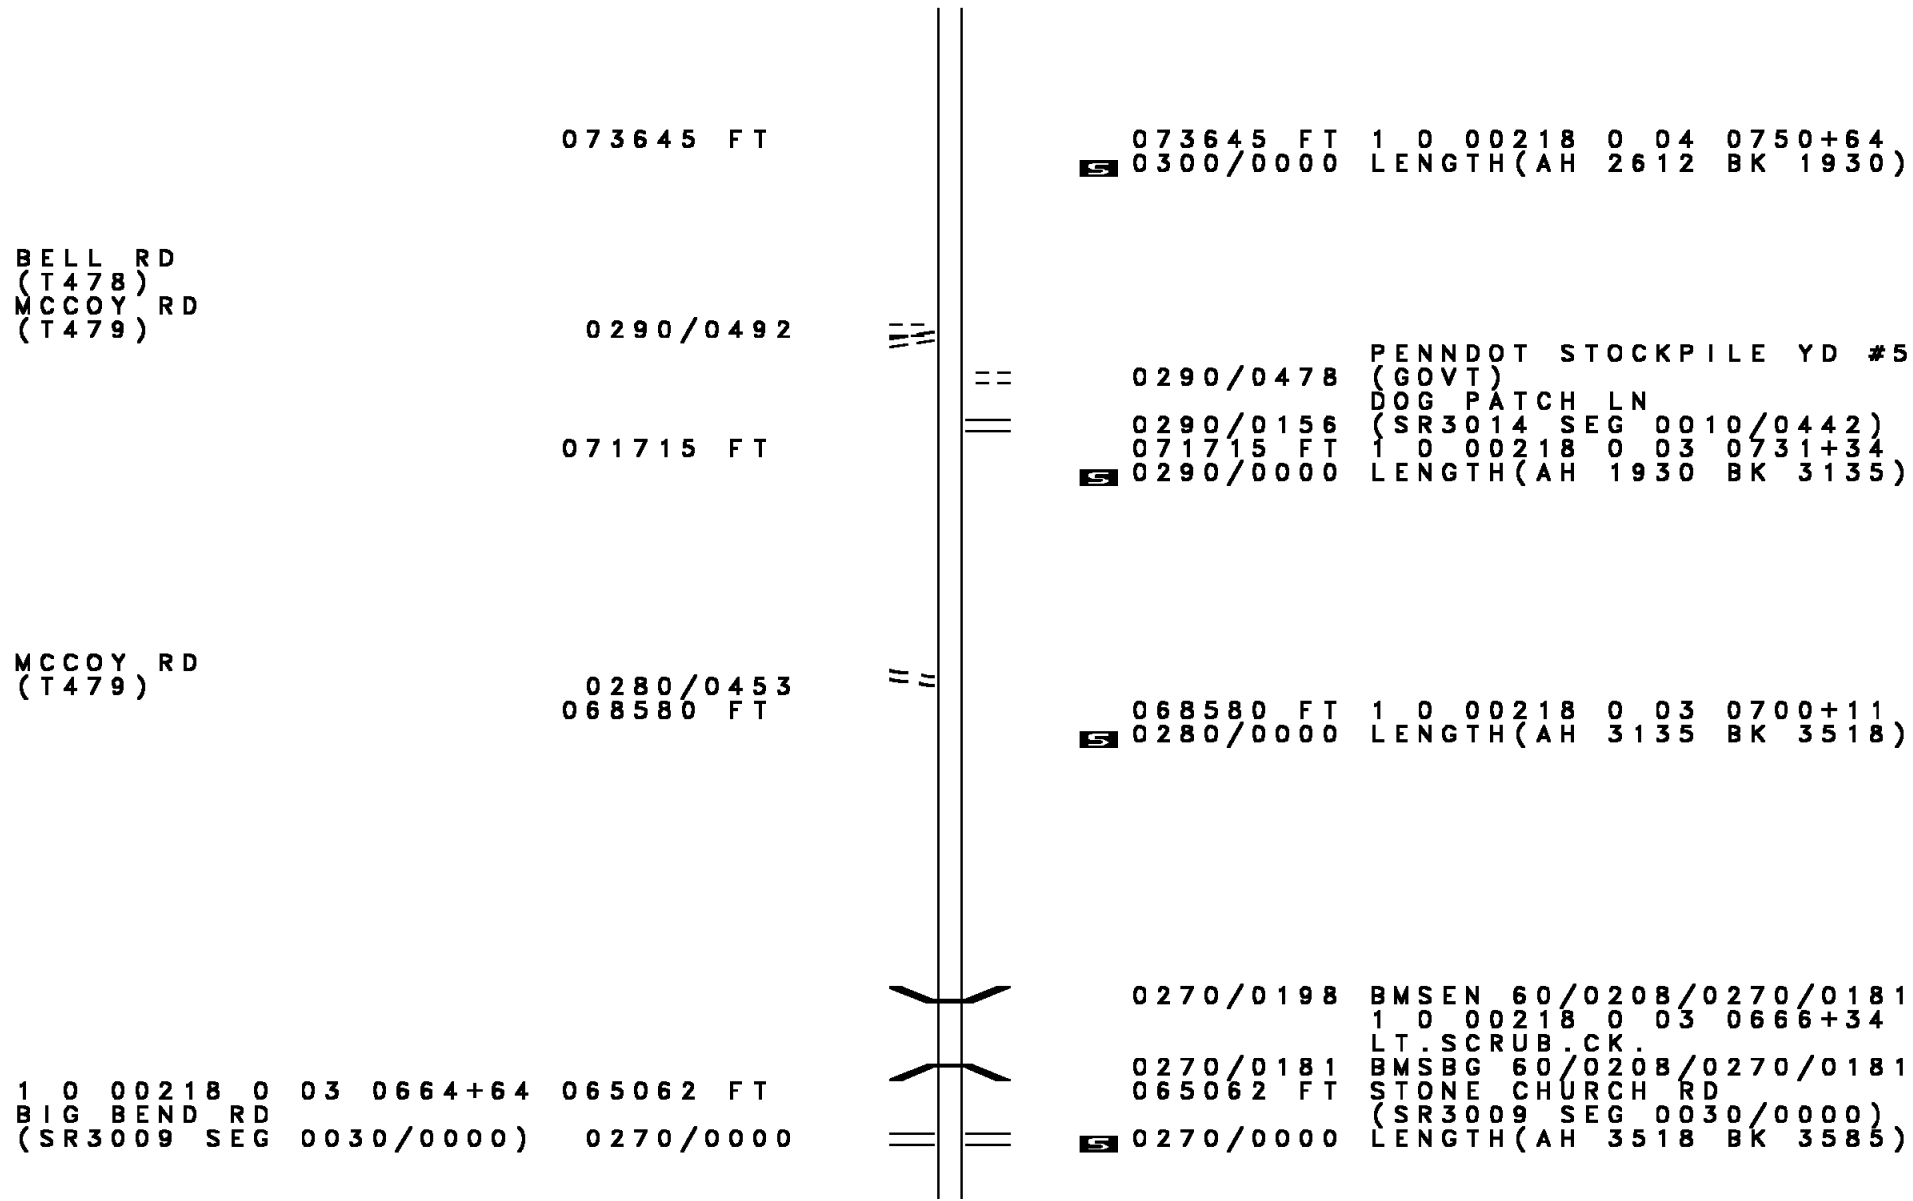 073645 FT 073645 FT 1 0 00218 0 04 0750+64
S 0300/0000 LENGTH(AH 2612 BK 1930)
BELL RD
(T478)
MCCOY RD
(T479) 0290/0492
PENNDOT STOCKPILE YD #5
0290/0478 (GOVT)
DOG PATCH LN
0290/0156 (SR3014 SEG 0010/0442)
071715 FT 071715 FT 1 0 00218 0 03 0731+34
S 0290/0000 LENGTH(AH 1930 BK 3135)
MCCOY RD
(T479) 0280/0453
068580 FT 068580 FT 1 0 00218 0 03 0700+11
S 0280/0000 LENGTH(AH 3135 BK 3518)
0270/0198 BMSEN 60/0208/0270/0181
1 0 00218 0 03 0666+34
LT.SCRUB.CK.
0270/0181 BMSBG 60/0208/0270/0181
1 0 00218 0 03 0664+64 065062 FT 065062 FT STONE CHURCH RD
BIG BEND RD (SR3009 SEG 0030/0000)
(SR3009 SEG 0030/0000) 0270/0000 S 0270/0000 LENGTH(AH 3518 BK 3585)